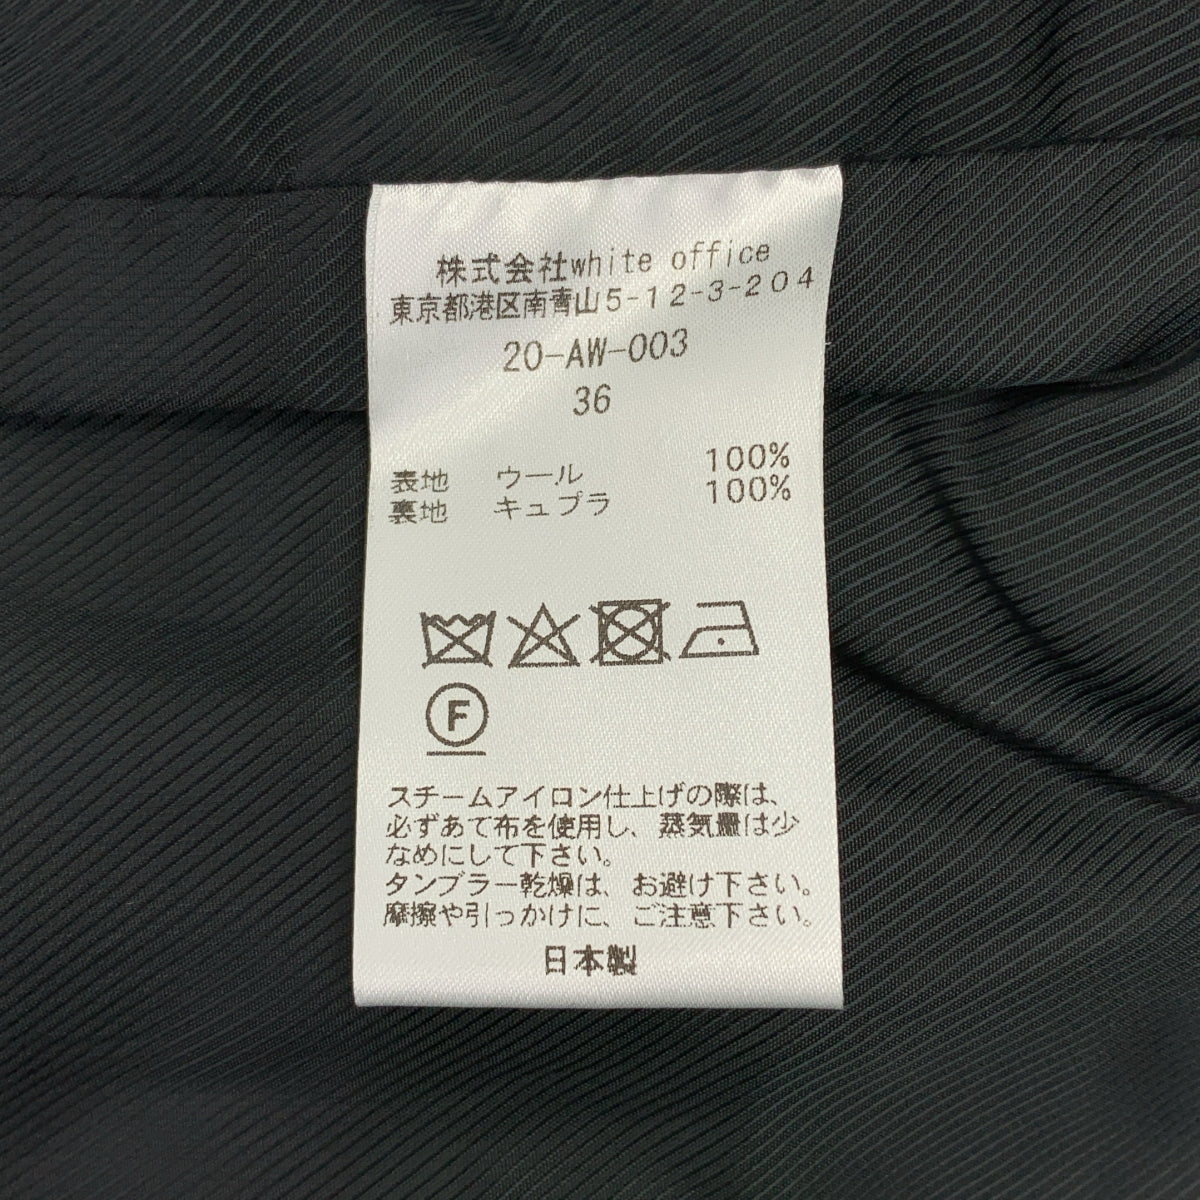 株式会社white office
東京都港区南青山5-12-3-204
20-AW-003
36
表地 ウール 100%
裏地 キュプラ 100%
F
スチームアイロン仕上げの際は、
必ずあて布を使用し、蒸気量は少
なめにして下さい。
タンブラー乾燥は、お避け下さい。
摩擦や引っかけに、ご注意下さい。
日本製